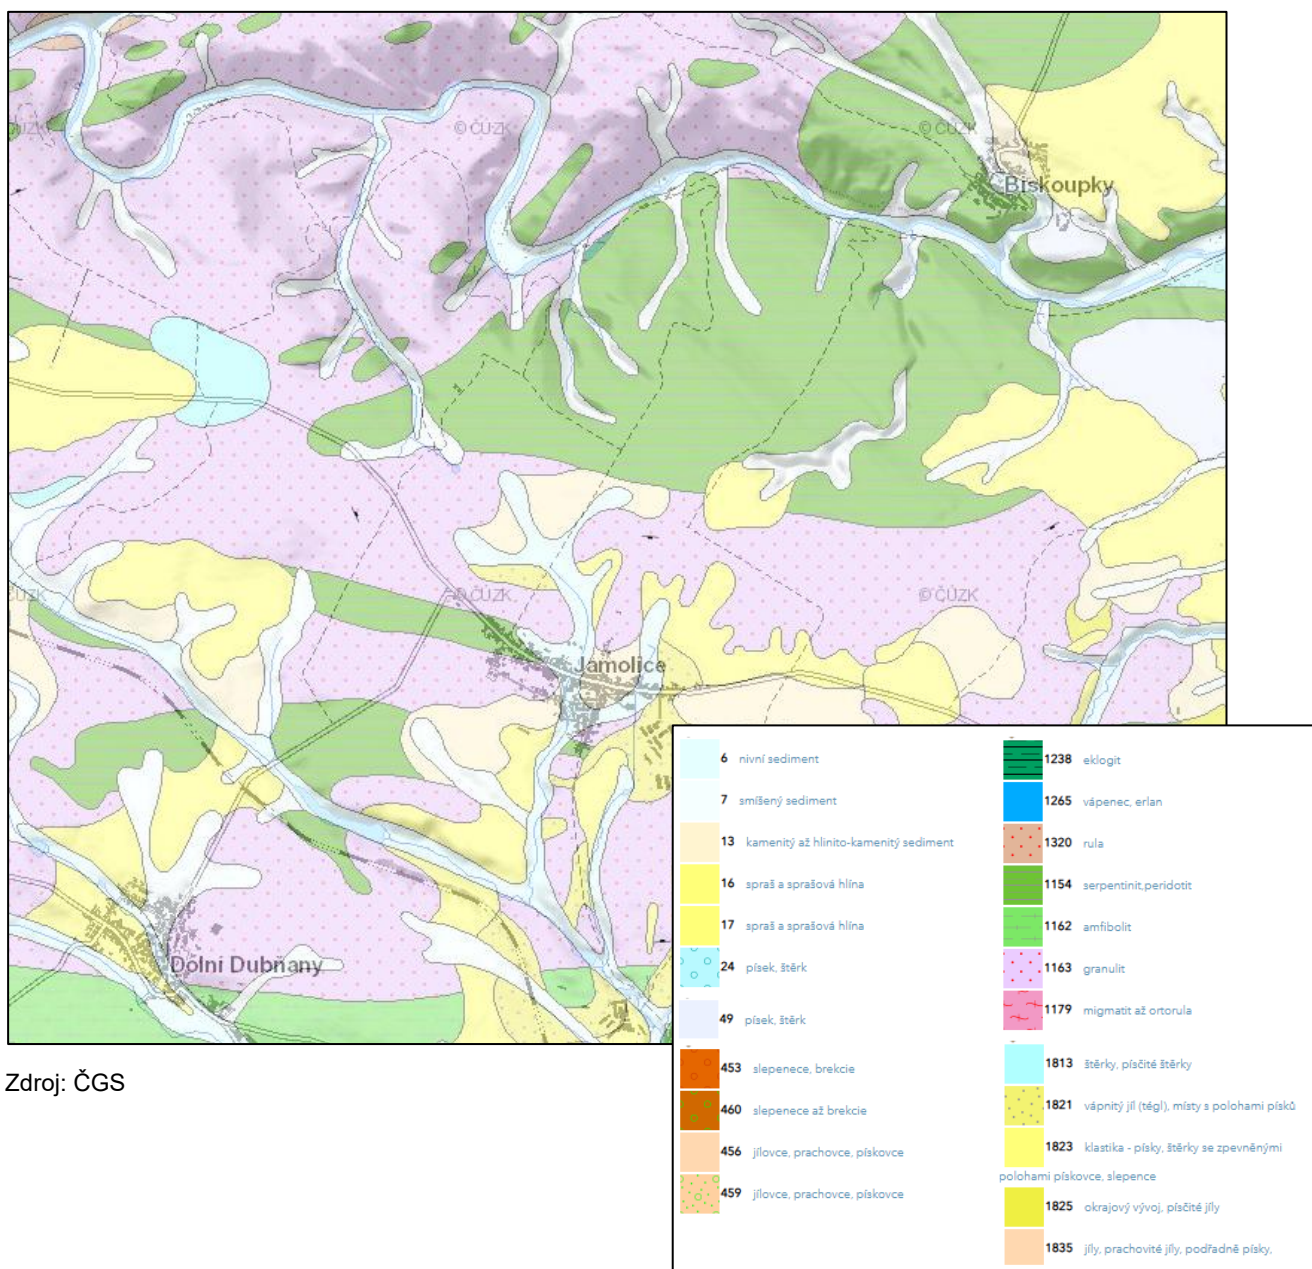 © ČÚZK
© ČÚZK
Biskoupky
ČÚZK
© ČÚZK
© ČÚZK
Jamolice
Dolní Dubňany
6 nivní sediment
7 smíšený sediment
13 kamenitý až hlinito-kamenitý sediment
16 spraš a sprašová hlína
17 spraš a sprašová hlína
24 písek, štěrk
49 písek, štěrk
453 slepenece, brekcie
460 slepenece až brekcie
456 jílovce, prachovce, pískovce
459 jílovce, prachovce, pískovce
1238 eklogit
1265 vápenec, erlan
1320 rula
1154 serpentinit,peridotit
1162 amfibolit
1163 granulit
1179 migmatit až ortorula
1813 štěrky, písčité štěrky
1821 vápnitý jíl (tégl), místy s polohami písků
1823 klastika - písky, štěrky se zpevněnými
polohami pískovce, slepence
1825 okrajový vývoj, písčité jíly
1835 jíly, prachovité jíly, podřadně písky,
Zdroj: ČGS